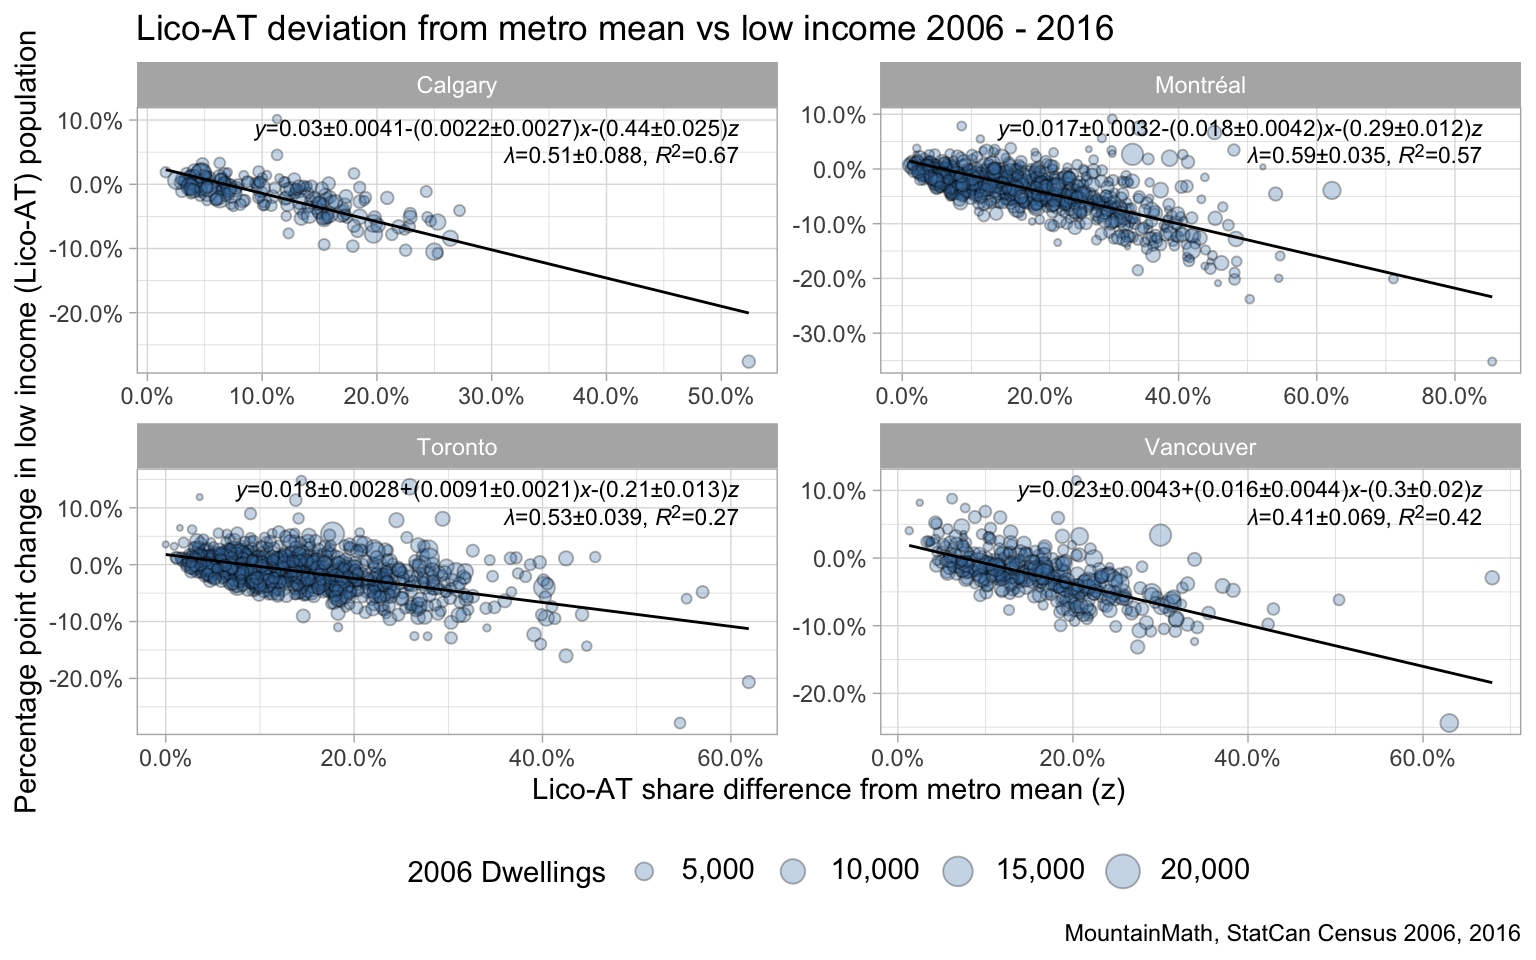 Lico-AT deviation from metro mean vs low income 2006 - 2016
Percentage point change in low income (Lico-AT) population
Calgary
y=0.03±0.0041-(0.0022±0.0027)x-(0.44±0.025)z
λ=0.51±0.088, R²=0.67
10.0%
0.0%
-10.0%
-20.0%
0.0% 10.0% 20.0% 30.0% 40.0% 50.0%
Montréal
y=0.017±0.0032-(0.018±0.0042)x-(0.29±0.012)z
λ=0.59±0.035, R²=0.57
10.0%
0.0%
-10.0%
-20.0%
-30.0%
0.0% 20.0% 40.0% 60.0% 80.0%
Toronto
y=0.018±0.0028+(0.0091±0.0021)x-(0.21±0.013)z
λ=0.53±0.039, R²=0.27
10.0%
0.0%
-10.0%
-20.0%
0.0% 20.0% 40.0% 60.0%
Vancouver
y=0.023±0.0043+(0.016±0.0044)x-(0.3±0.02)z
λ=0.41±0.069, R²=0.42
10.0%
0.0%
-10.0%
-20.0%
0.0% 20.0% 40.0% 60.0%
Lico-AT share difference from metro mean (z)
2006 Dwellings 5,000 10,000 15,000 20,000
MountainMath, StatCan Census 2006, 2016